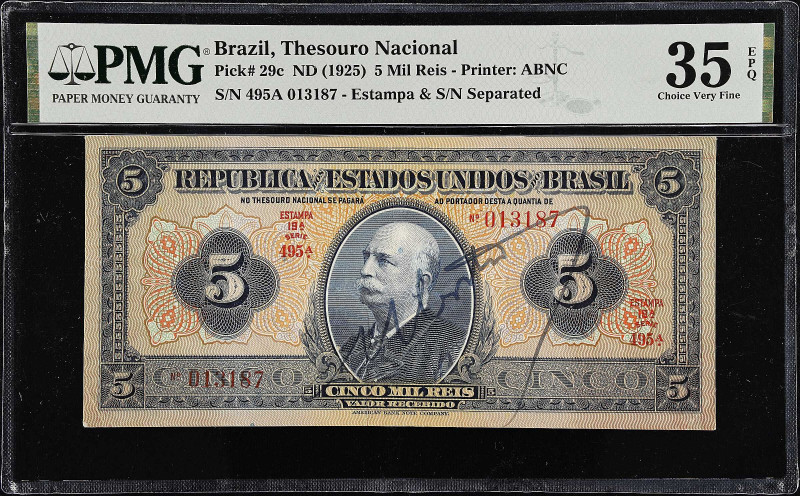 PMG®
PAPER MONEY GUARANTY
Brazil, Thesouro Nacional
Pick# 29c ND (1925) 5 Mil Reis - Printer: ABNC
S/N 495A 013187 - Estampa & S/N Separated
35 EPQ
Choice Very Fine
5 REPUBLICA DOS ESTADOS UNIDOS DO BRASIL 5
NO THESOURO NACIONAL SE PAGARÁ AO PORTADOR DESTA A QUANTIA DE
ESTAMPA
19A
SERIE
495A
Nº 013187
5 5
ESTAMPA
19A
SERIE
495A
Nº 013187
5 CINCO 5
5 CINCO MIL REIS 5
VALOR RECEBIDO
AMERICAN BANK NOTE COMPANY.